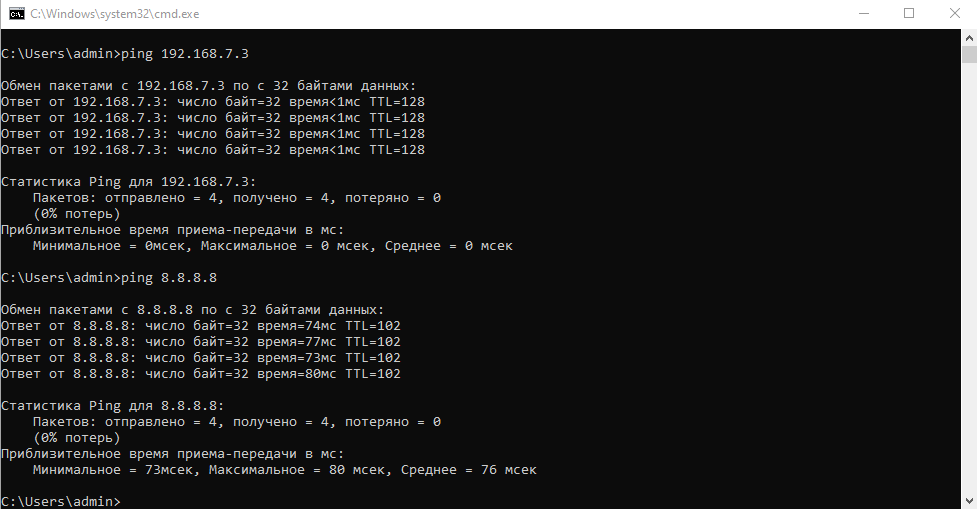 C:\Windows\system32\cmd.exe
C:\Users\admin>ping 192.168.7.3
Обмен пакетами с 192.168.7.3 по с 32 байтами данных:
Ответ от 192.168.7.3: число байт=32 время<1мс TTL=128
Ответ от 192.168.7.3: число байт=32 время<1мс TTL=128
Ответ от 192.168.7.3: число байт=32 время<1мс TTL=128
Ответ от 192.168.7.3: число байт=32 время<1мс TTL=128
Статистика Ping для 192.168.7.3:
Пакетов: отправлено = 4, получено = 4, потеряно = 0
(0% потерь)
Приблизительное время приема-передачи в мс:
Минимальное = 0мсек, Максимальное = 0 мсек, Среднее = 0 мсек
C:\Users\admin>ping 8.8.8.8
Обмен пакетами с 8.8.8.8 по с 32 байтами данных:
Ответ от 8.8.8.8: число байт=32 время=74мс TTL=102
Ответ от 8.8.8.8: число байт=32 время=77мс TTL=102
Ответ от 8.8.8.8: число байт=32 время=73мс TTL=102
Ответ от 8.8.8.8: число байт=32 время=80мс TTL=102
Статистика Ping для 8.8.8.8:
Пакетов: отправлено = 4, получено = 4, потеряно = 0
(0% потерь)
Приблизительное время приема-передачи в мс:
Минимальное = 73мсек, Максимальное = 80 мсек, Среднее = 76 мсек
C:\Users\admin>